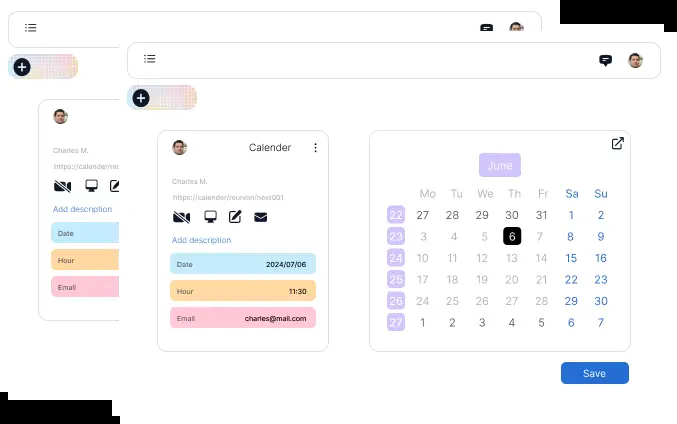 Charles M.
https://calender/reu
Add description
Date
Hour
Email
Calender
Charles M.
https://calender/reunion/next001
Add description
Date 2024/07/06
Hour 11:30
Email charles@mail.com
June
Mo Tu We Th Fr Sa Su
22 27 28 29 30 31 1 2
23 3 4 5 6 7 8 9
24 10 11 12 13 14 15 16
25 17 18 19 20 21 22 23
26 24 25 26 27 28 29 30
27 1 2 3 4 5 6 7
Save